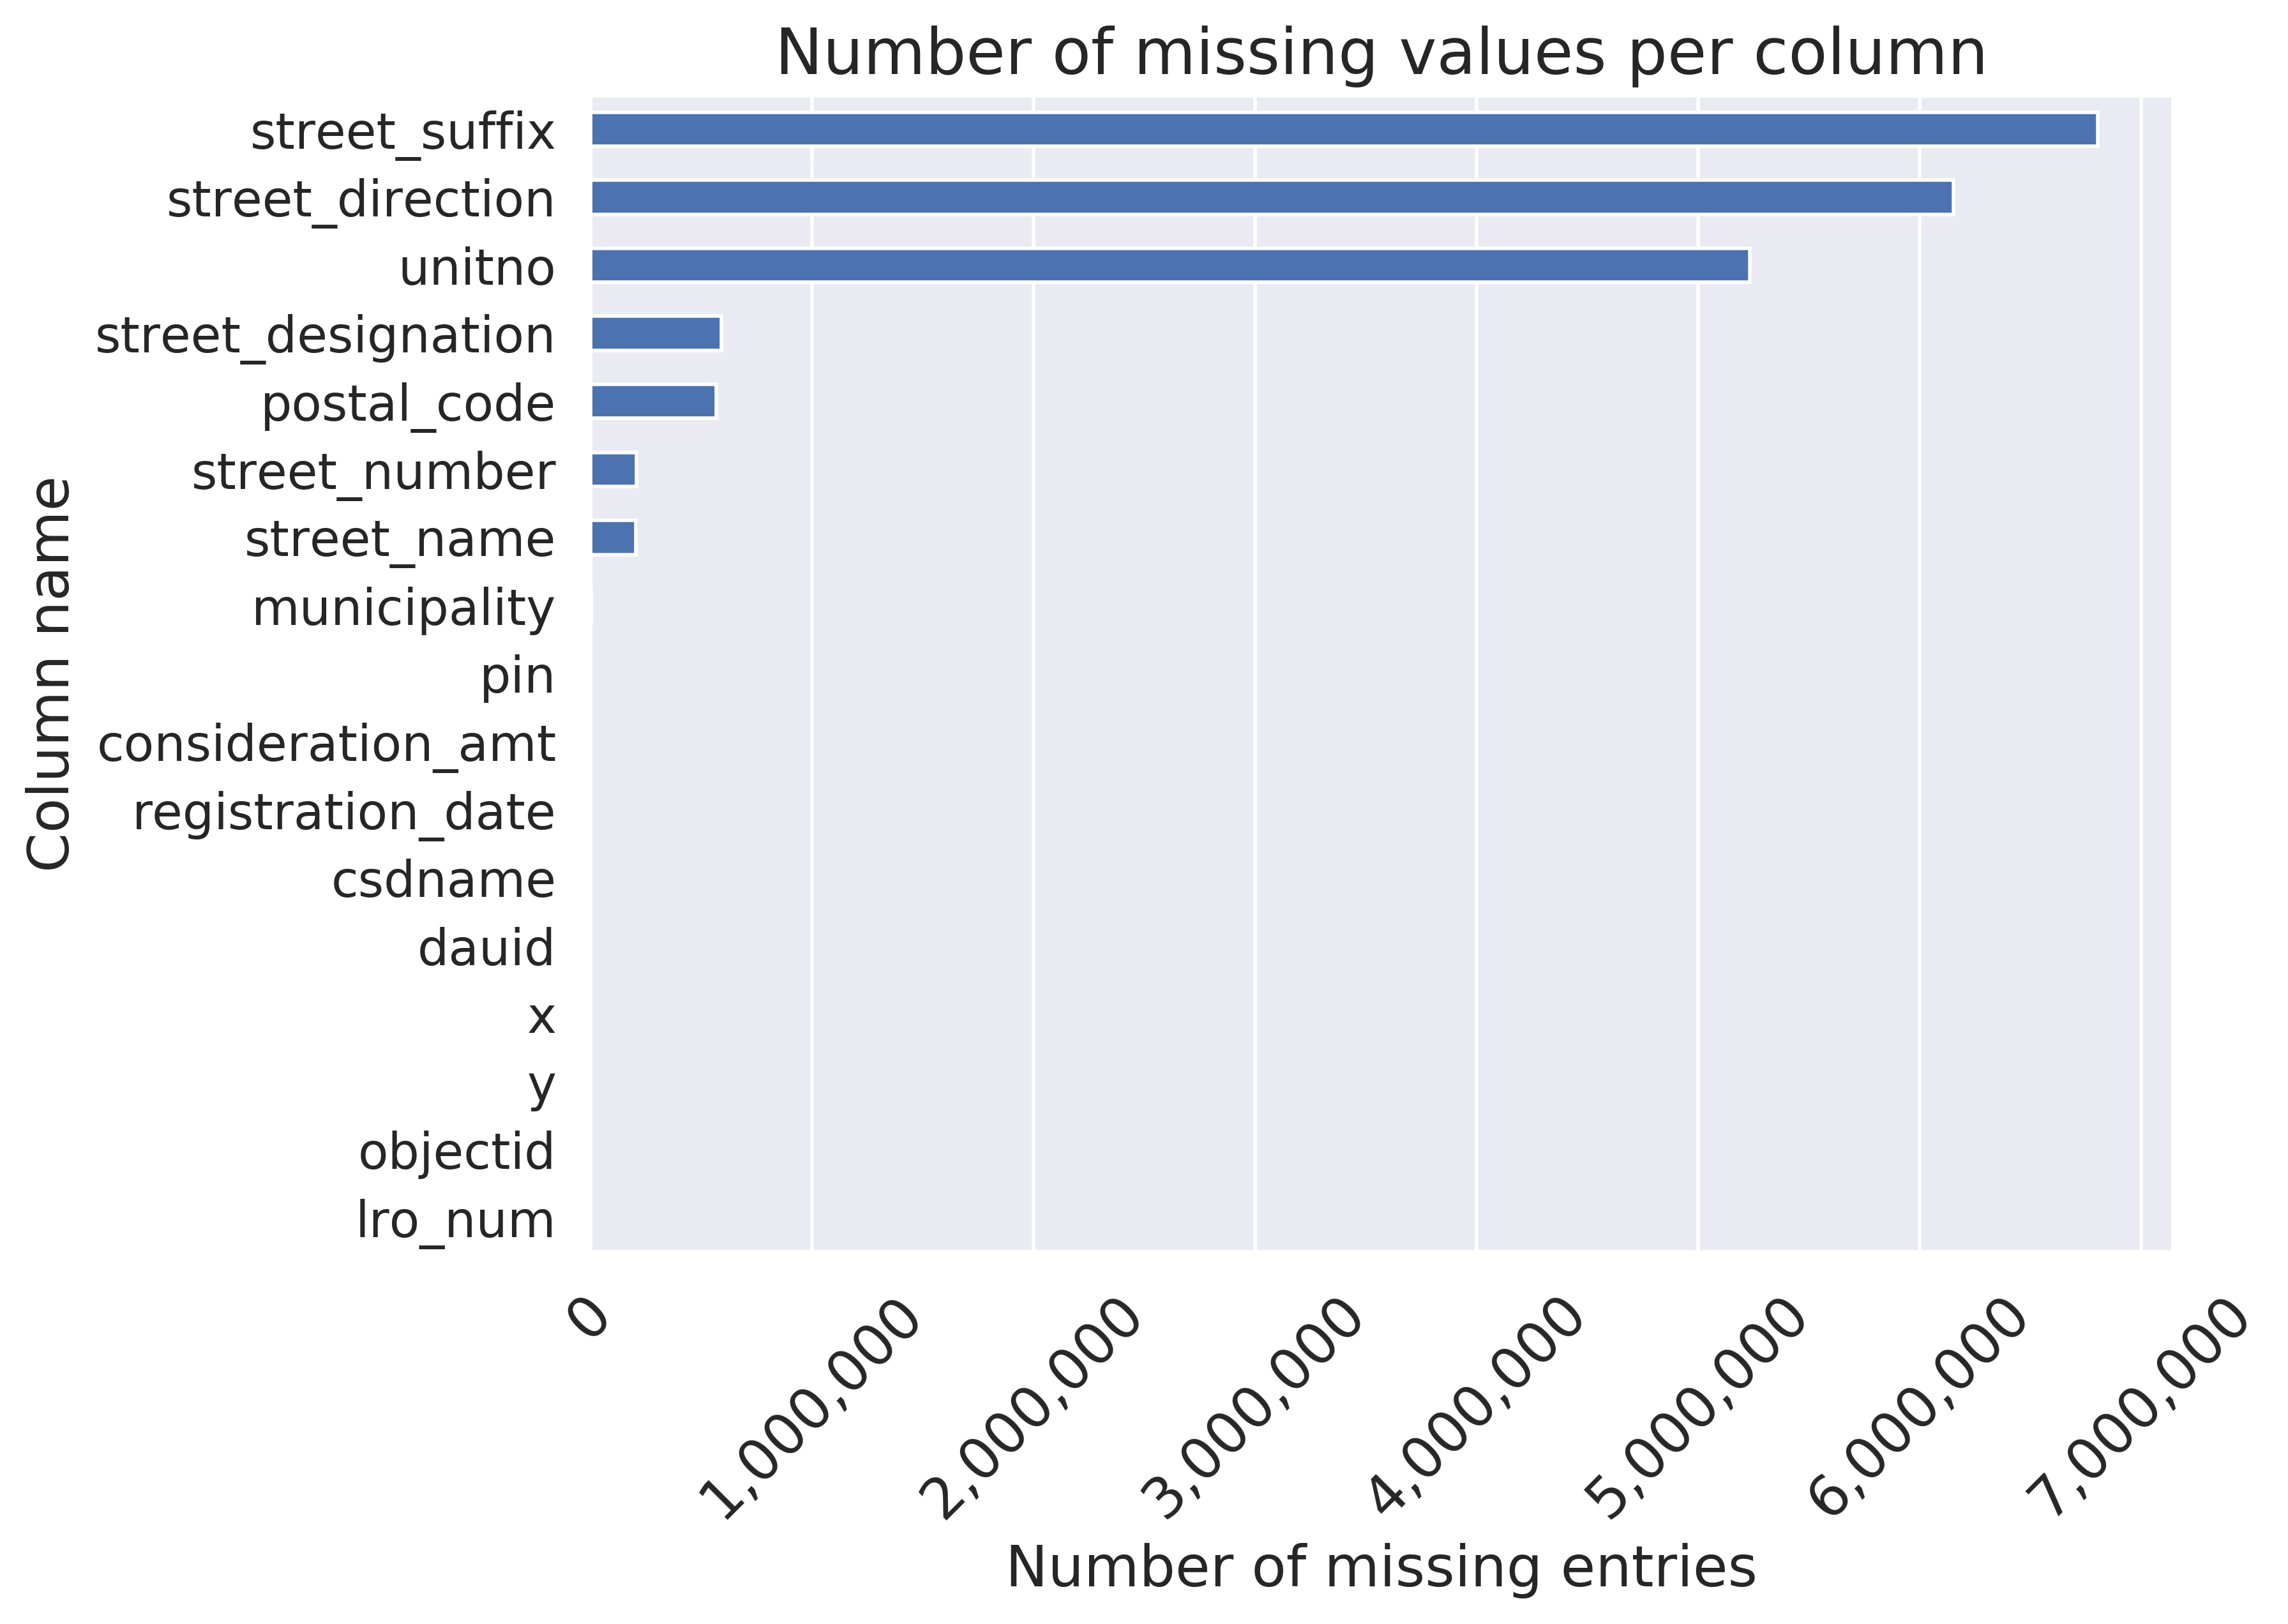 Number of missing values per column
street_suffix
street_direction
unitno
street_designation
postal_code
street_number
street_name
municipality
pin
consideration_amt
registration_date
csdname
dauid
x
y
objectid
lro_num
Column name
0
1,000,000
2,000,000
3,000,000
4,000,000
5,000,000
6,000,000
7,000,000
Number of missing entries